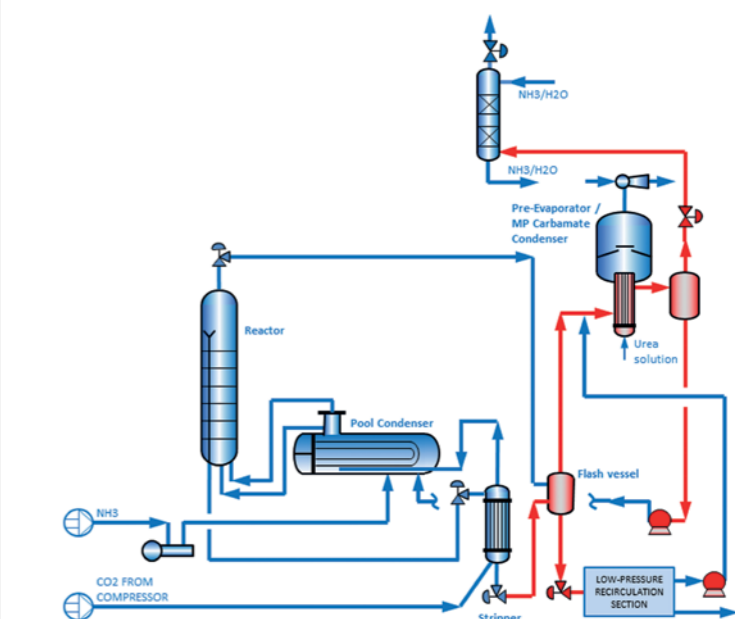 NH3/H2O
NH3/H2O
Pre-Evaporator /
MP Carbamate
Condenser
Reactor
Urea
solution
Pool Condenser
Flash vessel
NH3
CO2 FROM
COMPRESSOR
LOW-PRESSURE
RECIRCULATION
SECTION
Stripper